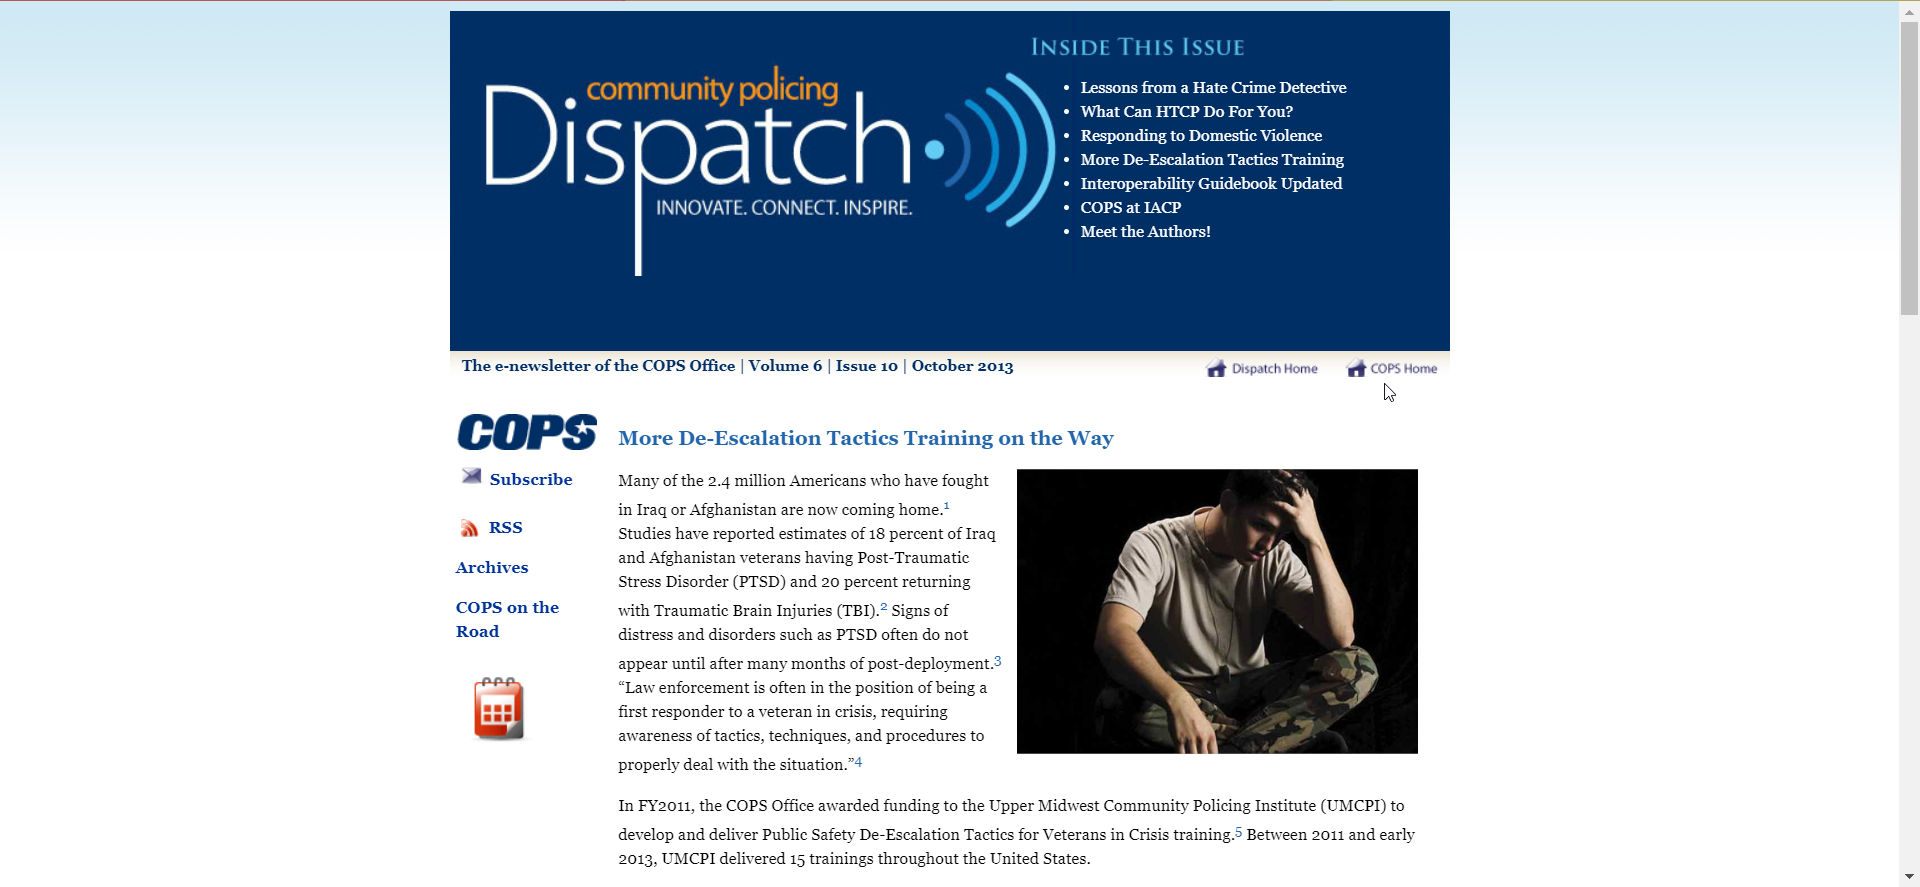 INSIDE THIS ISSUE
community policing
Dispatch
INNOVATE. CONNECT. INSPIRE.
• Lessons from a Hate Crime Detective
• What Can HTCP Do For You?
• Responding to Domestic Violence
• More De-Escalation Tactics Training
• Interoperability Guidebook Updated
• COPS at IACP
• Meet the Authors!
The e-newsletter of the COPS Office | Volume 6 | Issue 10 | October 2013
Dispatch Home
COPS Home
COPS
Subscribe
RSS
Archives
COPS on the
Road
More De-Escalation Tactics Training on the Way
Many of the 2.4 million Americans who have fought
in Iraq or Afghanistan are now coming home.1
Studies have reported estimates of 18 percent of Iraq
and Afghanistan veterans having Post-Traumatic
Stress Disorder (PTSD) and 20 percent returning
with Traumatic Brain Injuries (TBI).2 Signs of
distress and disorders such as PTSD often do not
appear until after many months of post-deployment.3
“Law enforcement is often in the position of being a
first responder to a veteran in crisis, requiring
awareness of tactics, techniques, and procedures to
properly deal with the situation.”4
In FY2011, the COPS Office awarded funding to the Upper Midwest Community Policing Institute (UMCPI) to
develop and deliver Public Safety De-Escalation Tactics for Veterans in Crisis training.5 Between 2011 and early
2013, UMCPI delivered 15 trainings throughout the United States.